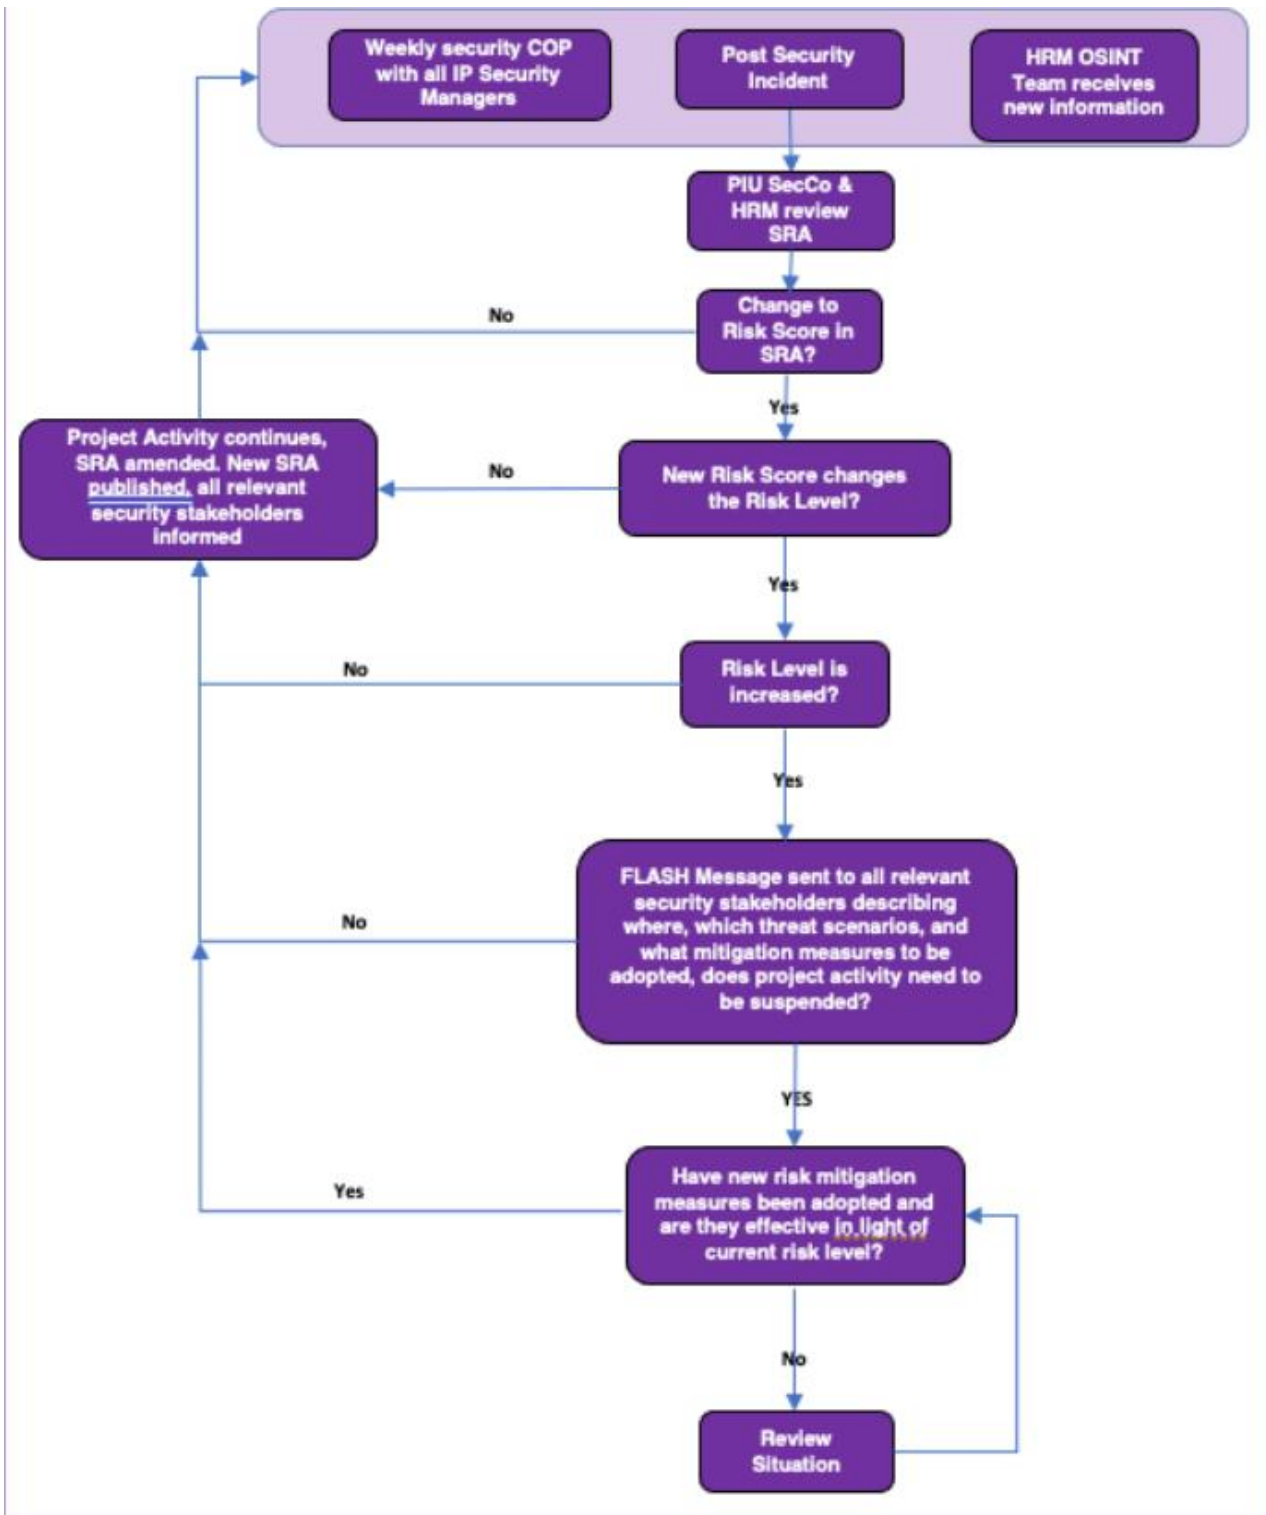 Weekly security COP
with all IP Security
Managers
Post Security
Incident
HRM OSINT
Team receives
new information
PIU SecCo &
HRM review
SRA
Change to
Risk Score in
SRA?
No
Yes
Project Activity continues,
SRA amended. New SRA
published, all relevant
security stakeholders
informed
No
New Risk Score changes
the Risk Level?
Yes
Risk Level is
increased?
No
Yes
FLASH Message sent to all relevant
security stakeholders describing
where, which threat scenarios, and
what mitigation measures to be
adopted, does project activity need to
be suspended?
No
YES
Have new risk mitigation
measures been adopted and
are they effective in light of
current risk level?
Yes
No
Review
Situation